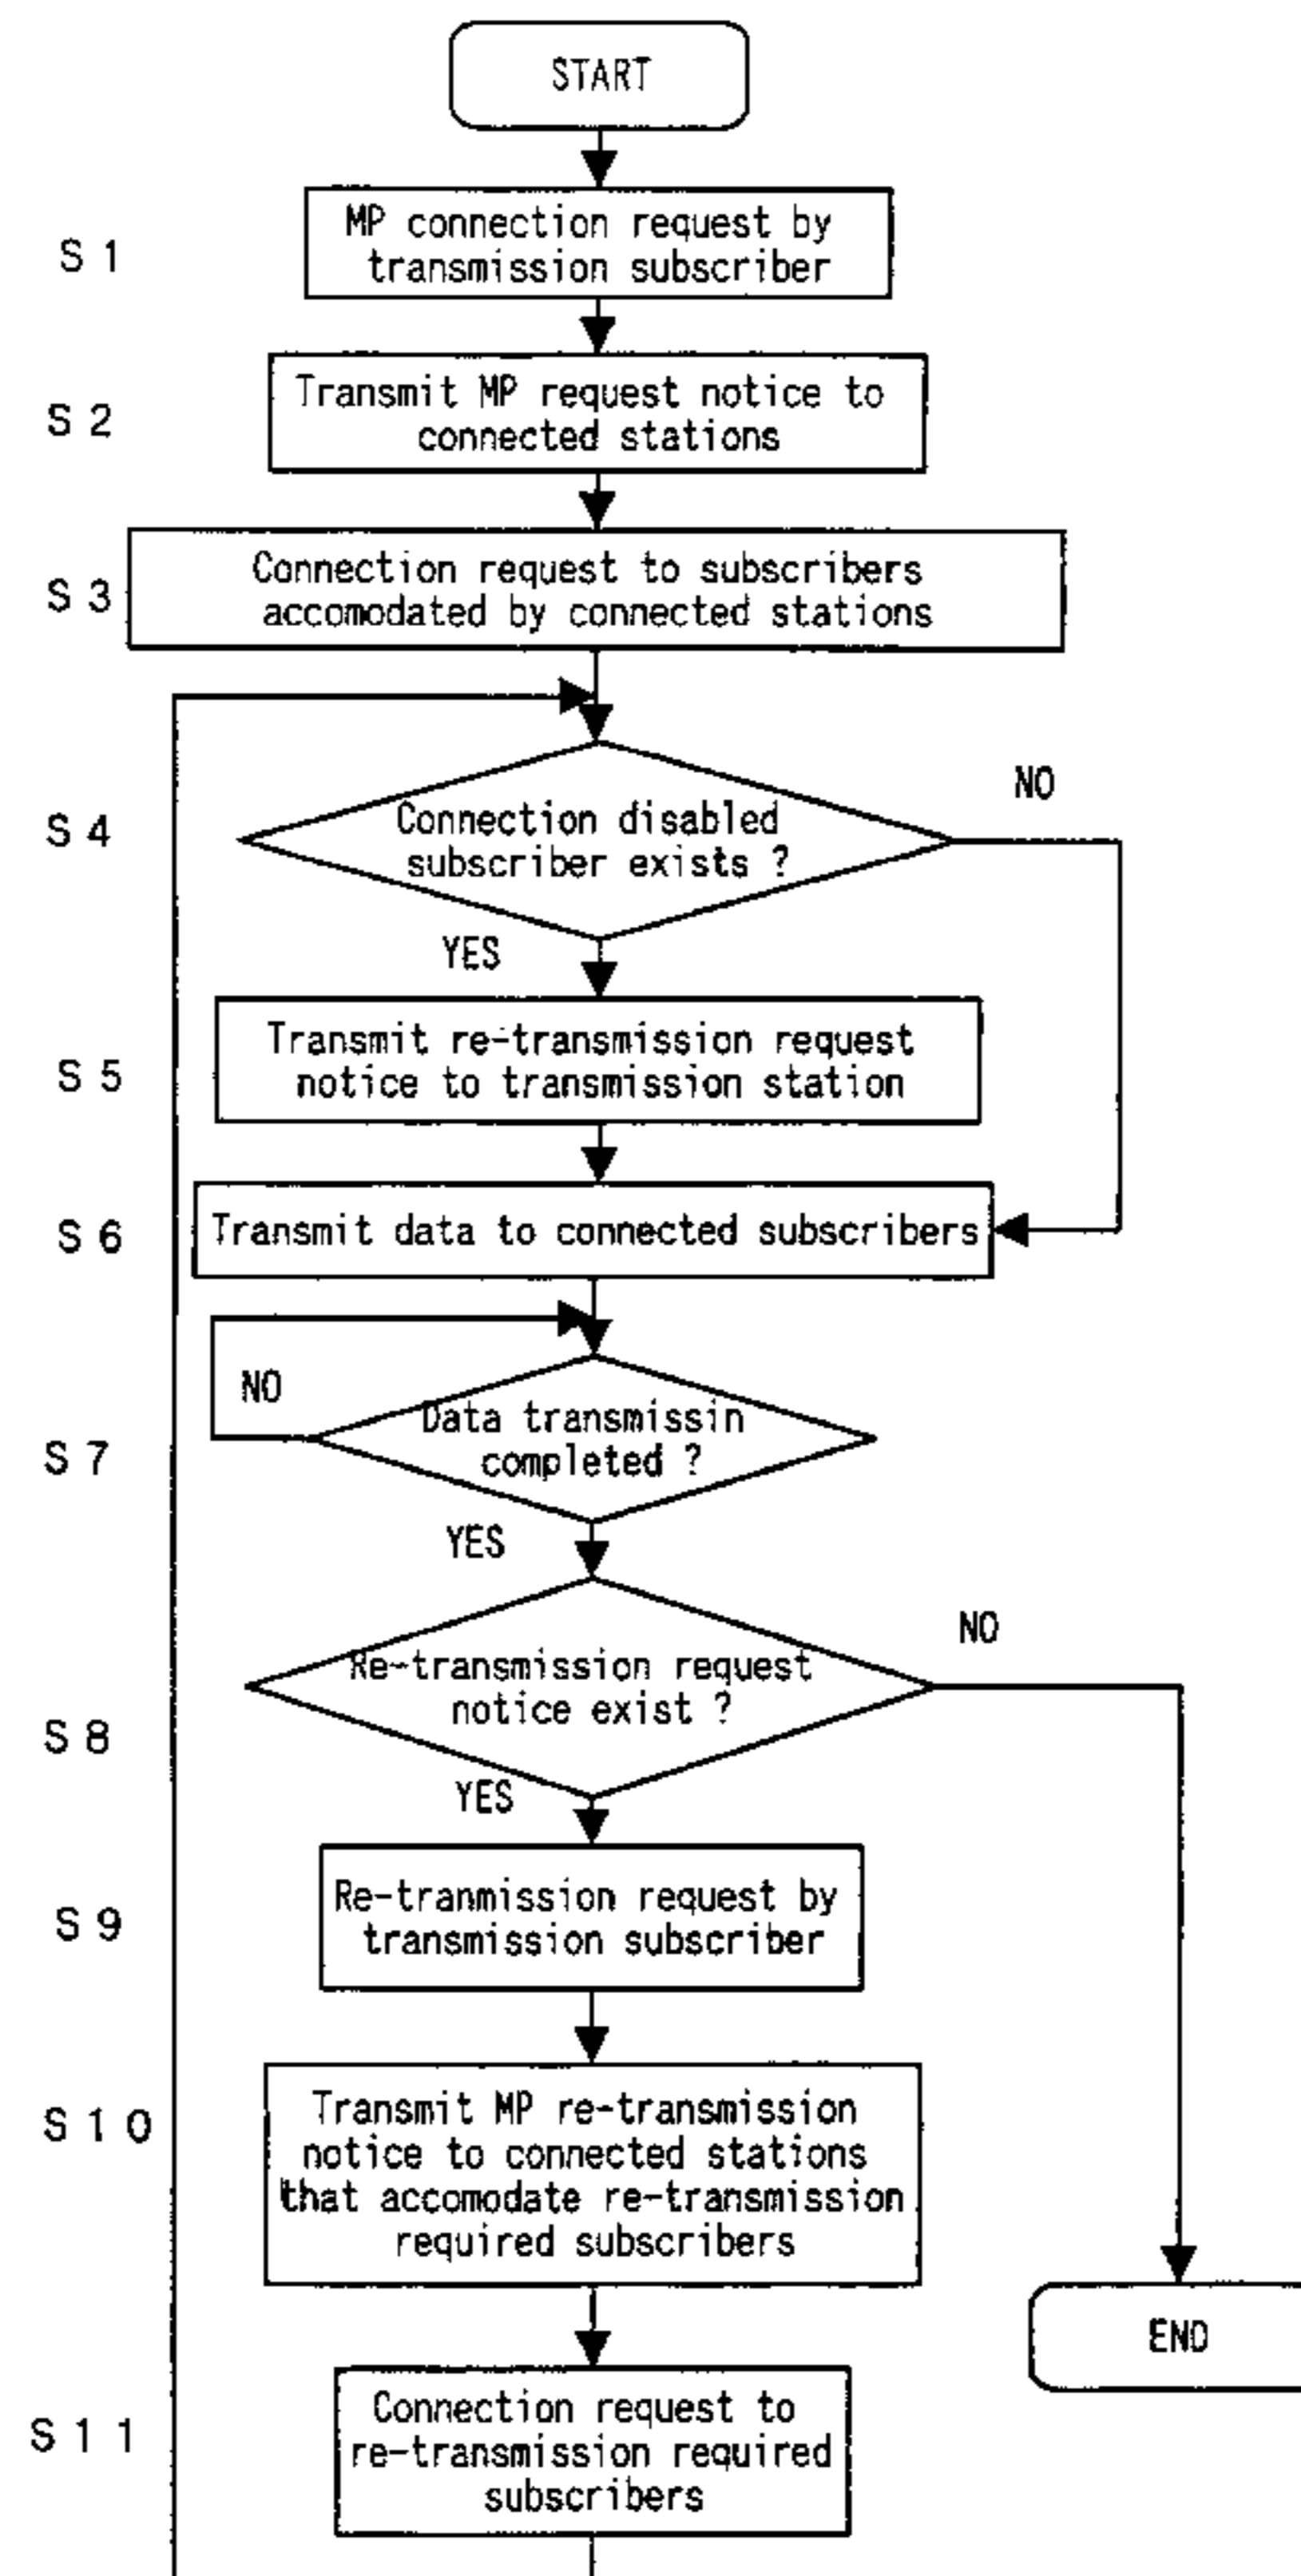 START
S 1
MP connection request by
transmission subscriber
S 2
Transmit MP request notice to
connected stations
S 3
Connection request to subscribers
accomodated by connected stations
S 4
Connection disabled
subscriber exists ?
NO
YES
S 5
Transmit re-transmission request
notice to transmission station
S 6
Transmit data to connected subscribers
NO
S 7
Data transmissin
completed ?
YES
S 8
Re-transmission request
notice exist ?
NO
YES
S 9
Re-tranmission request by
transmission subscriber
S 1 0
Transmit MP re-transmission
notice to connected stations
that accomodate re-transmission
required subscribers
END
S 1 1
Connection request to
re-transmission required
subscribers